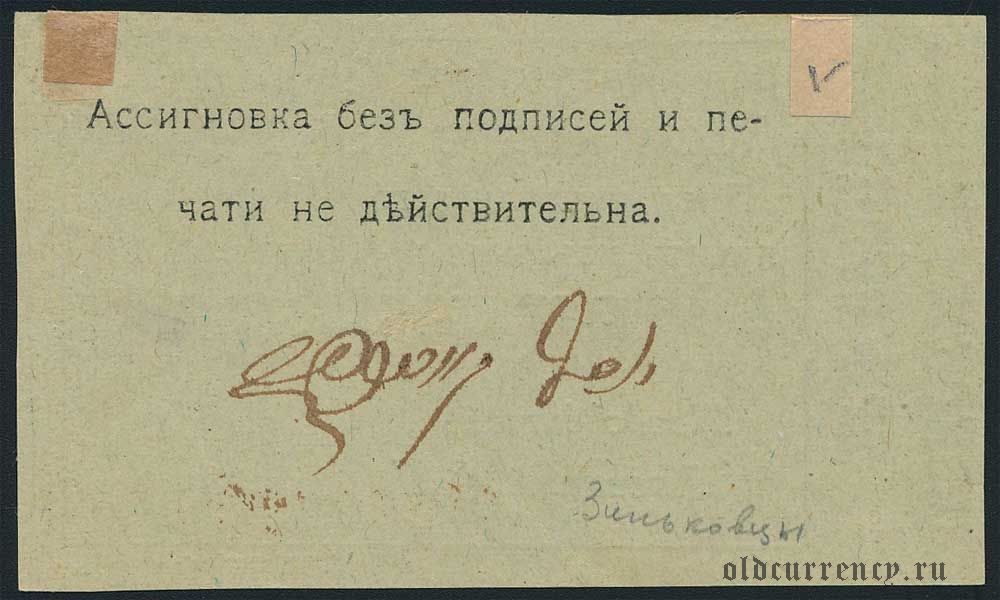 Ассигновка безъ подписей и пе-
чати не дѣйствительна.
Зиньковцы
oldcurrency.ru